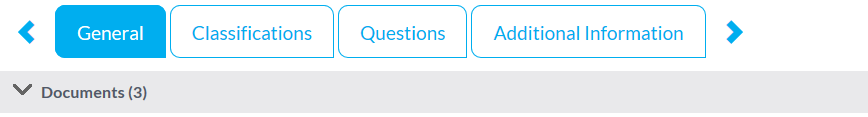 General Classifications Questions Additional Information
Documents (3)